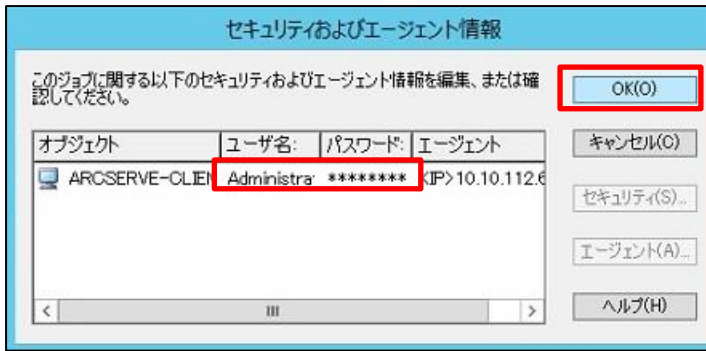 セキュリティおよびエージェント情報
このジョブに関する以下のセキュリティおよびエージェント情報を編集、または確
認してください。
OK(O)
キャンセル(C)
セキュリティ(S)...
エージェント(A)...
ヘルプ(H)
オブジェクト ユーザ名: パスワード: エージェント
ARCSERVE-CLIEN Administra ******** <IP>10.10.112.6